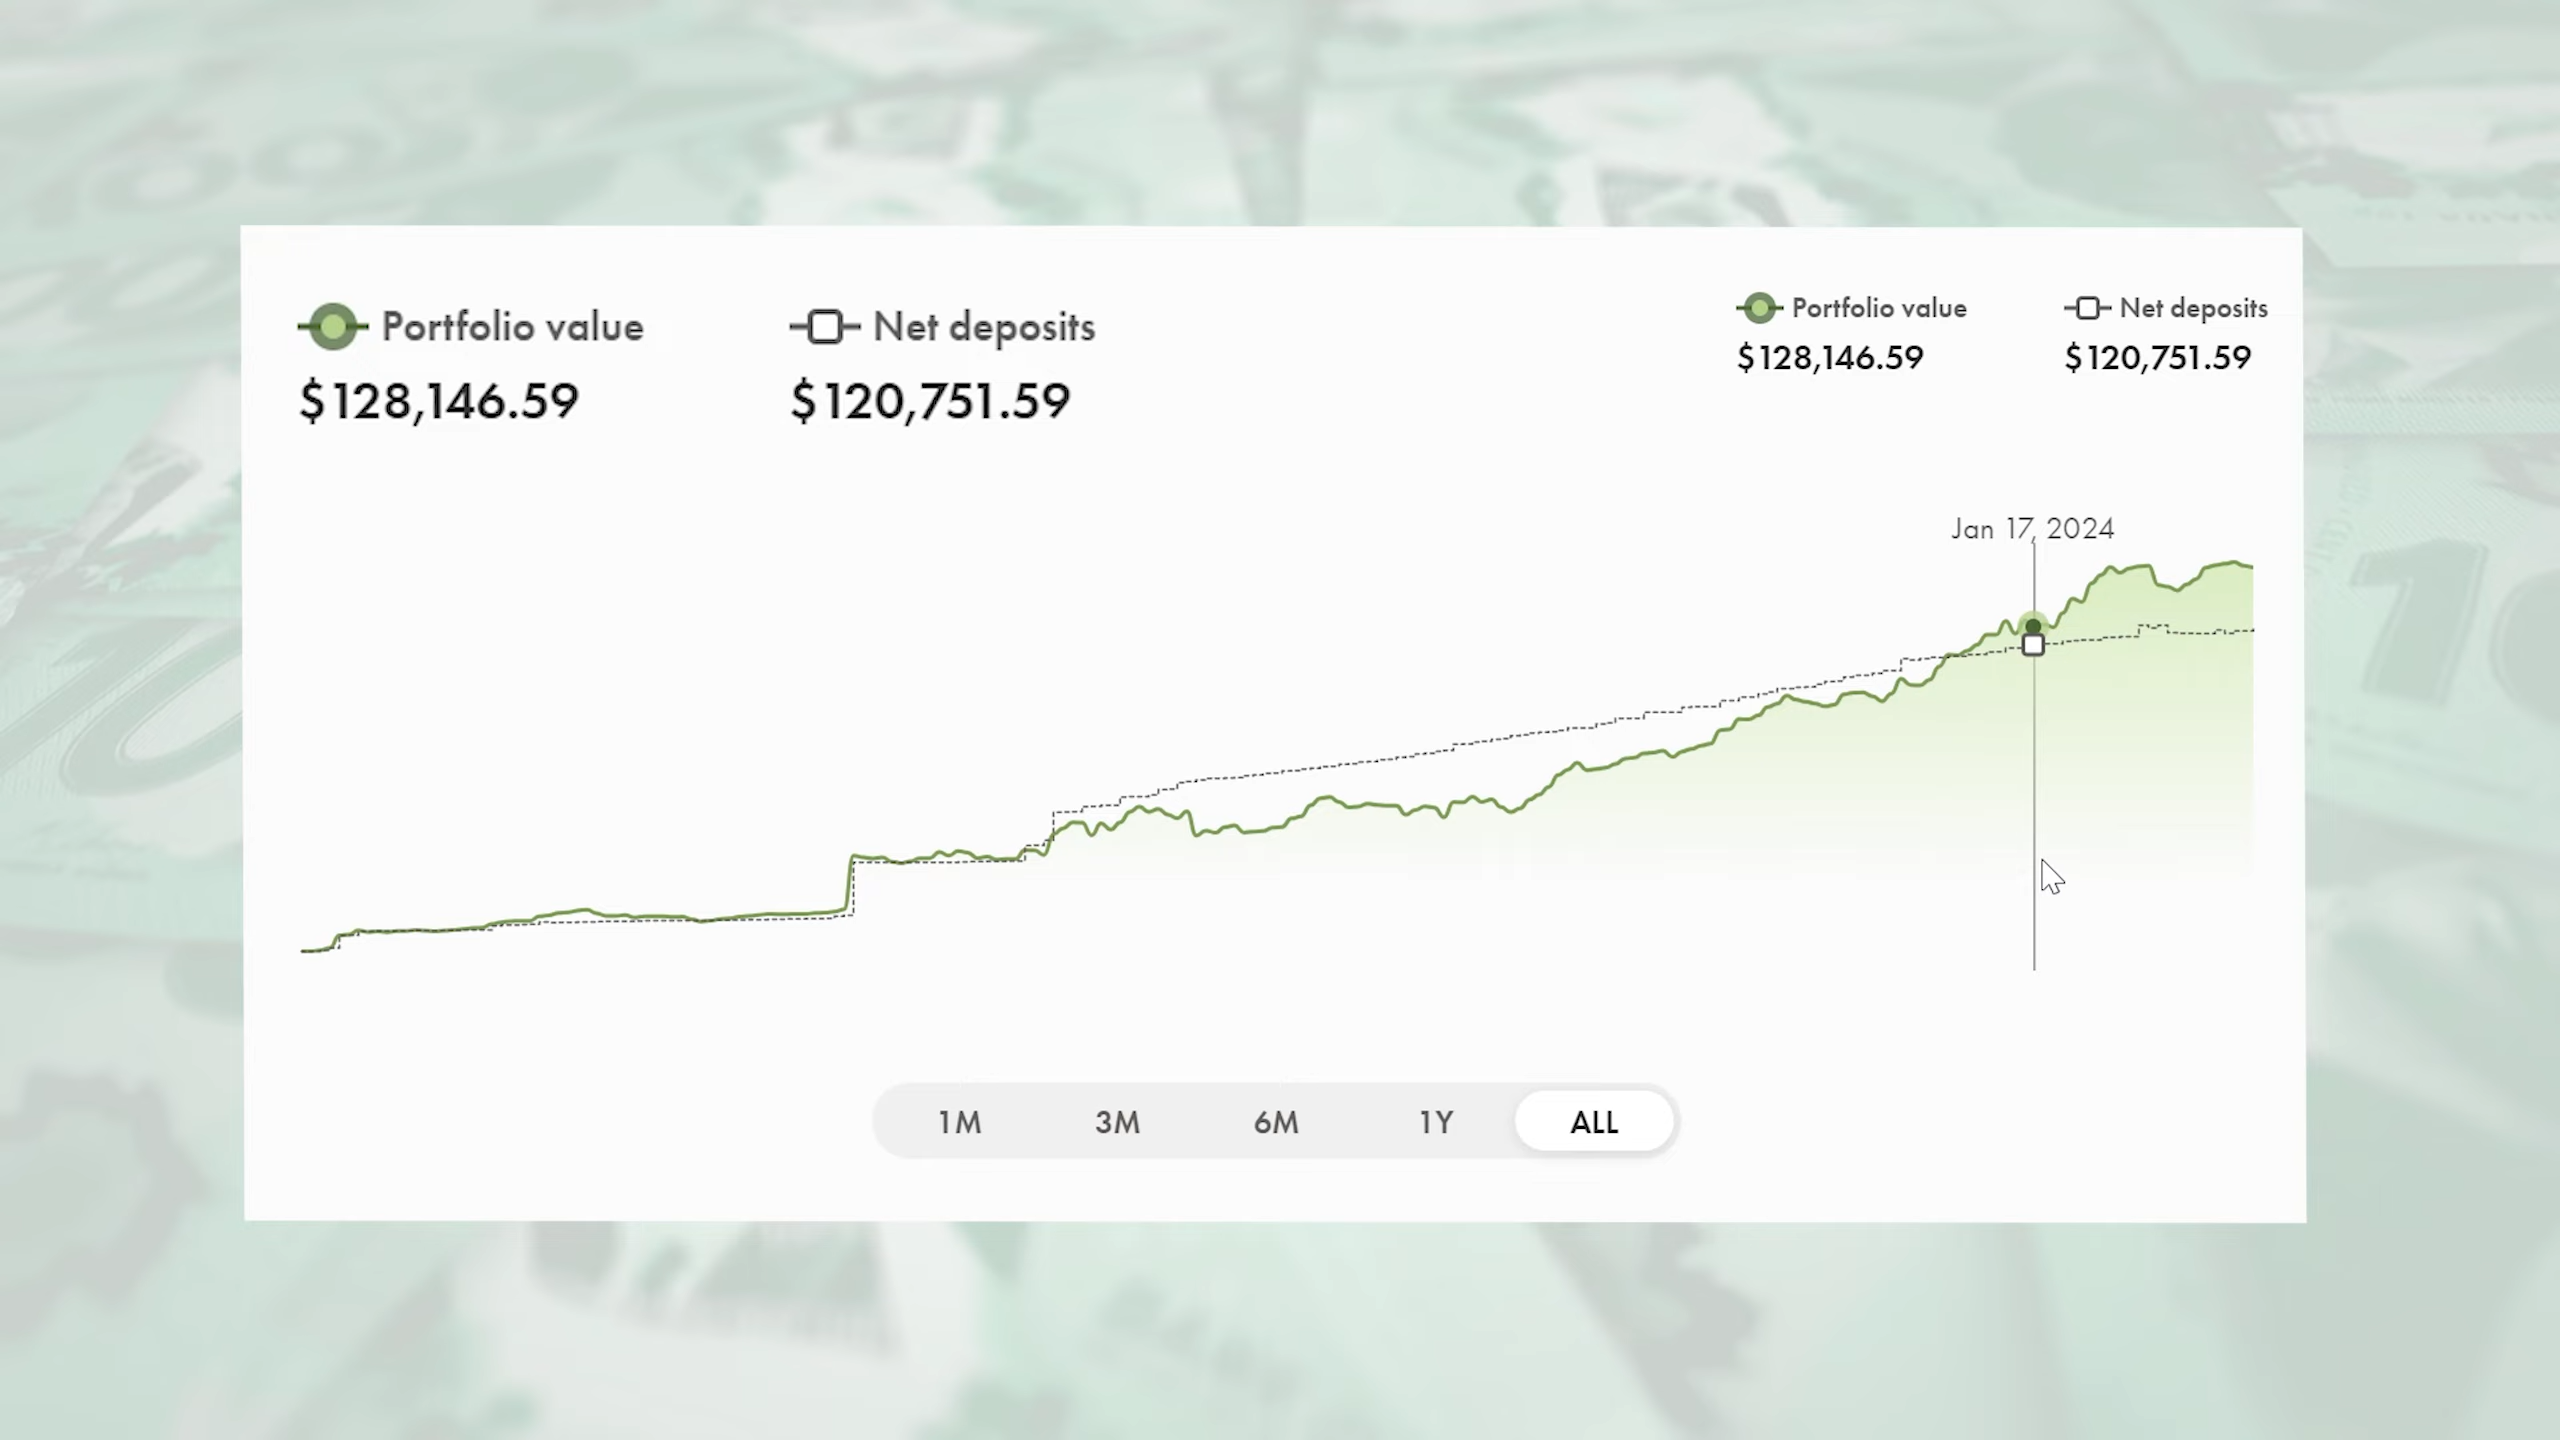 Portfolio value
Net deposits
$128,146.59
$120,751.59
Portfolio value
Net deposits
$128,146.59
$120,751.59
Jan 17, 2024
1M
3M
6M
1Y
ALL
10